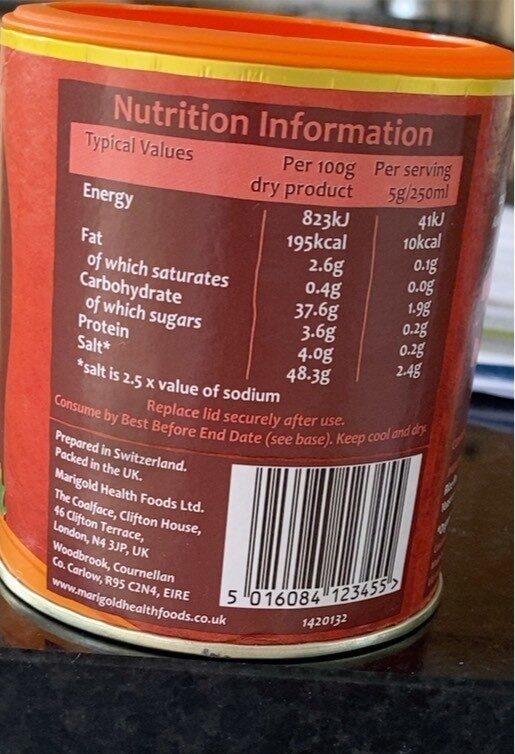 Nutrition Information
Typical Values Per 100g dry product Per serving 5g/250ml
Energy 823kJ 41kJ
195kcal 10kcal
Fat 2.6g 0.1g
of which saturates 0.4g 0.0g
Carbohydrate 37.6g 1.9g
of which sugars 3.6g 0.2g
Protein 4.0g 0.2g
Salt* 48.3g 2.4g
*salt is 2.5 x value of sodium
Replace lid securely after use.
Consume by Best Before End Date (see base). Keep cool and dry.
Prepared in Switzerland.
Packed in the UK.
Marigold Health Foods Ltd.
The Coalface, Clifton House,
46 Clifton Terrace,
London, N4 3JP, UK
Woodbrook, Cournellan
Co. Carlow, R95 C2N4, EIRE
www.marigoldhealthfoods.co.uk
5 016084 123455 >
1420132